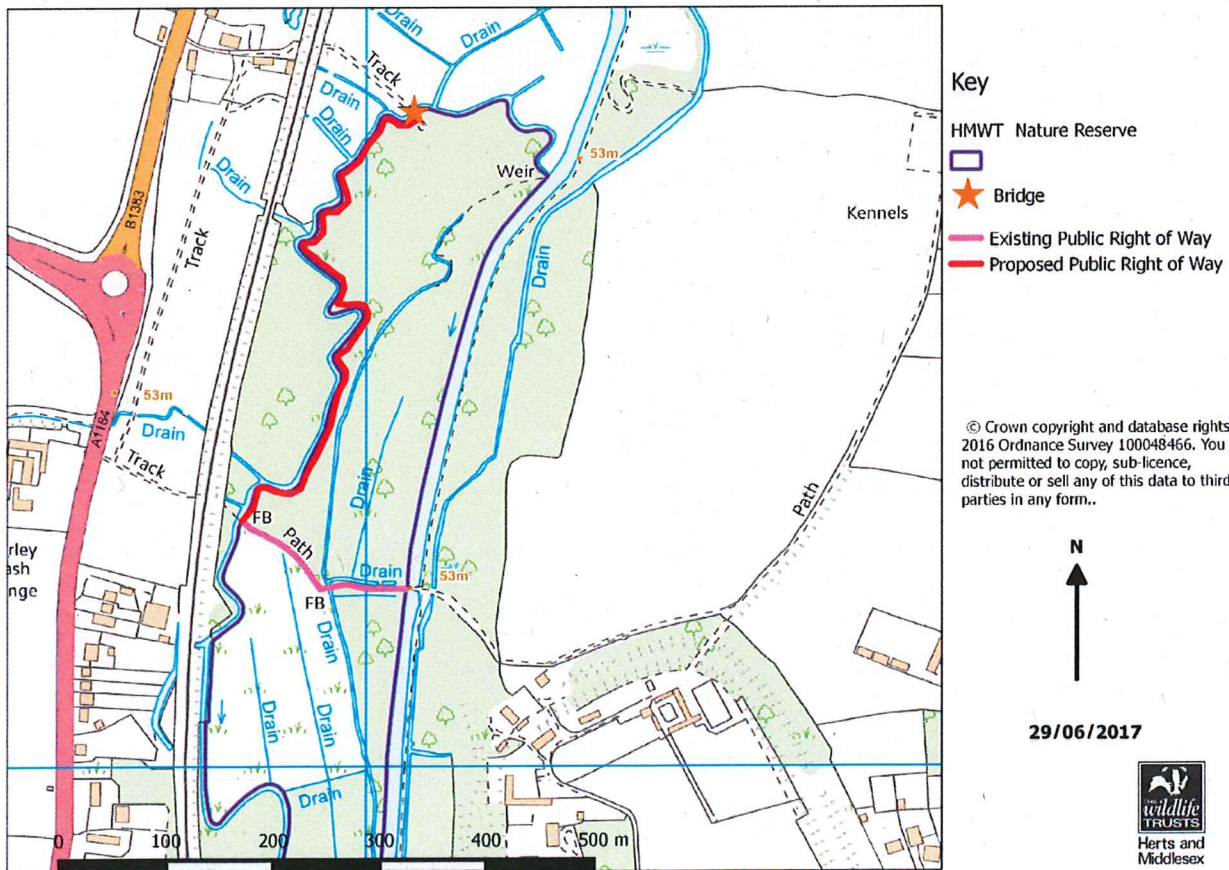 Drain
Drain
Track
Drain
Drain
Drain
B1383
Track
Weir
53m
Drain
Kennels
53m
A1184
Drain
Track
Drain
Path
FB
Path
Drain
53m
FB
rley
ash
nge
Drain
Drain
Drain
0 100 200 300 400 500 m
Key
HMWT Nature Reserve
Bridge
Existing Public Right of Way
Proposed Public Right of Way
© Crown copyright and database rights
2016 Ordnance Survey 100048466. You
not permitted to copy, sub-licence,
distribute or sell any of this data to third
parties in any form..
N
29/06/2017
THE
wildlife
TRUSTS
Herts and
Middlesex